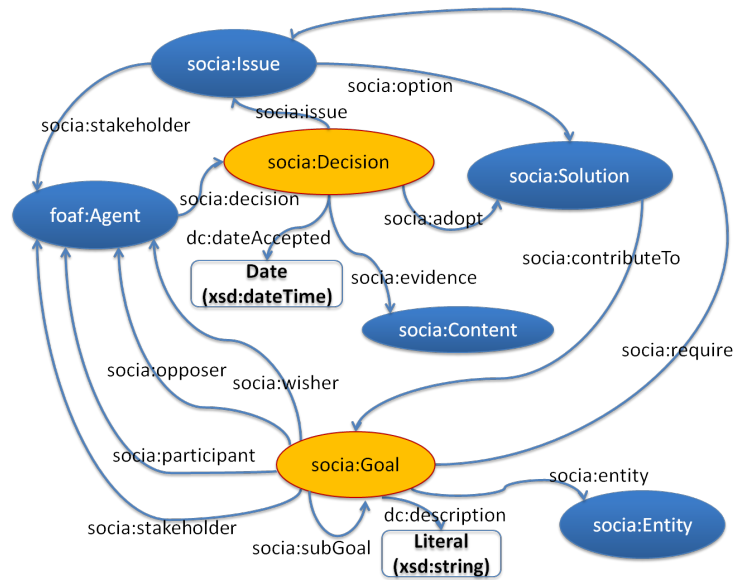 socia:Issue
socia:option
socia:issue
socia:stakeholder
socia:Decision
socia:Solution
socia:decision
foaf:Agent
socia:adopt
dc:dateAccepted
socia:contributeTo
Date
(xsd:dateTime)
socia:evidence
socia:Content
socia:require
socia:opposer
socia:wisher
socia:participant
socia:Goal
socia:entity
socia:stakeholder
dc:description
socia:Entity
socia:subGoal
Literal
(xsd:string)